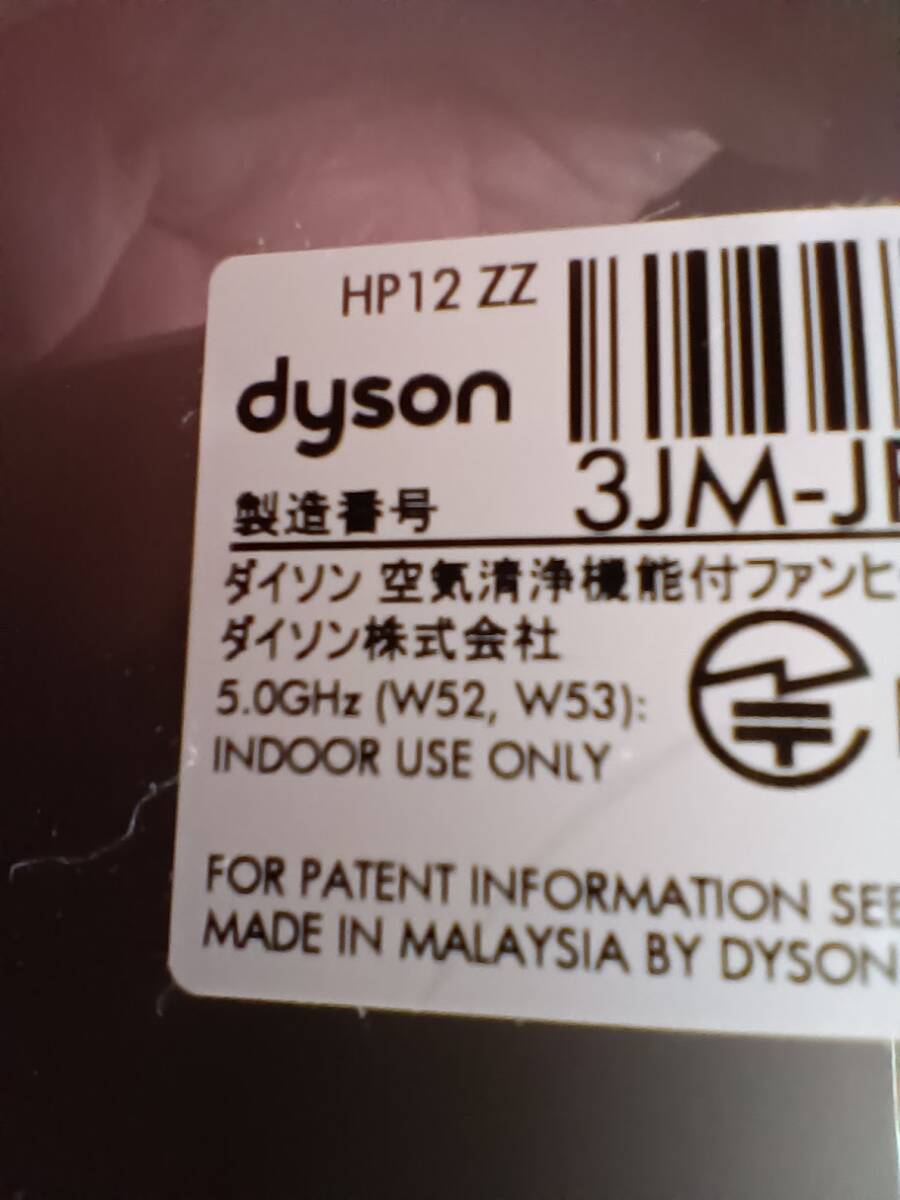 HP12 ZZ
dyson
製造番号 3JM-J
ダイソン 空気清浄機能付ファンヒ
ダイソン株式会社
5.0GHz (W52, W53):
INDOOR USE ONLY
FOR PATENT INFORMATION SEE
MADE IN MALAYSIA BY DYSON